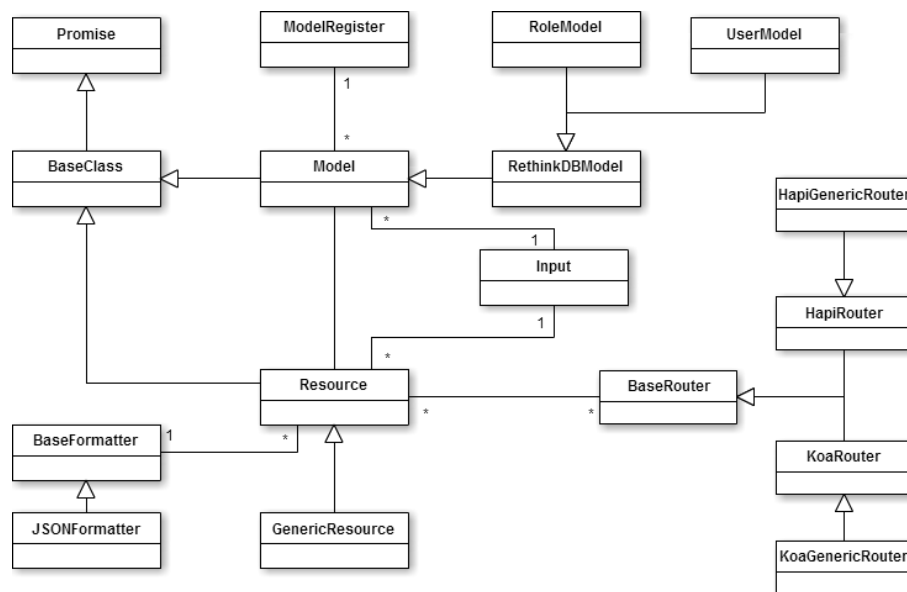 Promise
ModelRegister
RoleModel
UserModel
1
*
BaseClass
Model
RethinkDBModel
HapiGenericRouter
*
1
Input
HapiRouter
1
*
Resource
BaseRouter
*
*
BaseFormatter
1
*
KoaRouter
JSONFormatter
GenericResource
KoaGenericRouter